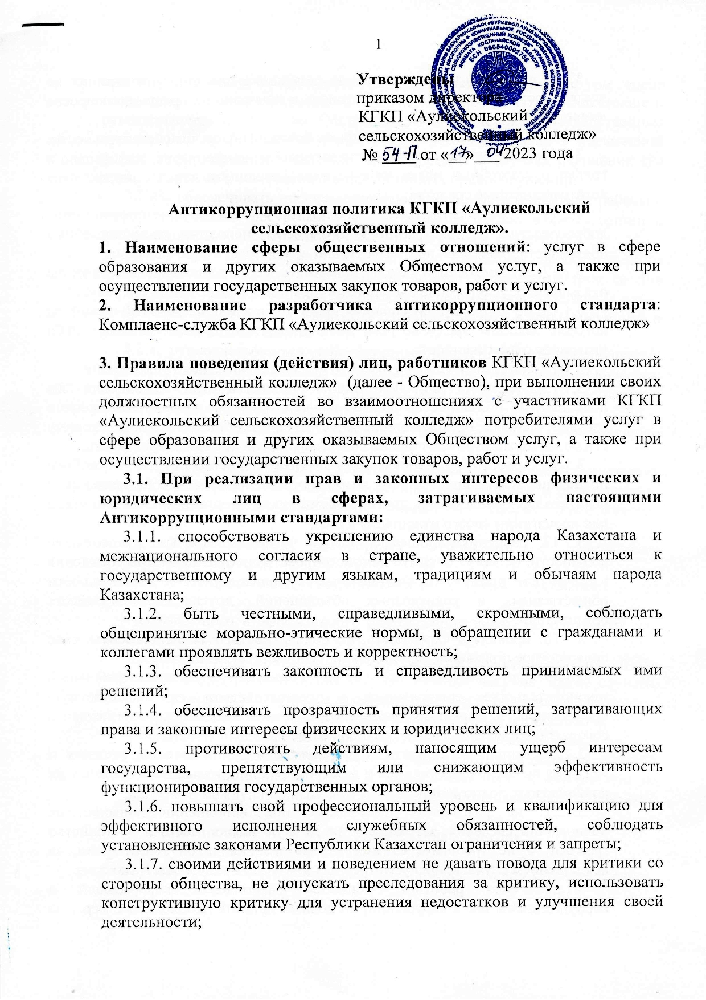 1
Утверждены
приказом директора
КГКП «Аулиекольский
сельскохозяйственный колледж»
№ 54-П от «17» 04 2023 года
Антикоррупционная политика КГКП «Аулиекольский
сельскохозяйственный колледж».
1. Наименование сферы общественных отношений: услуг в сфере
образования и других оказываемых Обществом услуг, а также при
осуществлении государственных закупок товаров, работ и услуг.
2. Наименование разработчика антикоррупционного стандарта:
Комплаенс-служба КГКП «Аулиекольский сельскохозяйственный колледж»
3. Правила поведения (действия) лиц, работников КГКП «Аулиекольский
сельскохозяйственный колледж» (далее - Общество), при выполнении своих
должностных обязанностей во взаимоотношениях с участниками КГКП
«Аулиекольский сельскохозяйственный колледж» потребителями услуг в
сфере образования и других оказываемых Обществом услуг, а также при
осуществлении государственных закупок товаров, работ и услуг.
3.1. При реализации прав и законных интересов физических и
юридических лиц в сферах, затрагиваемых настоящими
Антикоррупционными стандартами:
3.1.1. способствовать укреплению единства народа Казахстана и
межнационального согласия в стране, уважительно относиться к
государственному и другим языкам, традициям и обычаям народа
Казахстана;
3.1.2. быть честными, справедливыми, скромными, соблюдать
общепринятые морально-этические нормы, в обращении с гражданами и
коллегами проявлять вежливость и корректность;
3.1.3. обеспечивать законность и справедливость принимаемых ими
решений;
3.1.4. обеспечивать прозрачность принятия решений, затрагивающих
права и законные интересы физических и юридических лиц;
3.1.5. противостоять действиям, наносящим ущерб интересам
государства, препятствующим или снижающим эффективность
функционирования государственных органов;
3.1.6. повышать свой профессиональный уровень и квалификацию для
эффективного исполнения служебных обязанностей, соблюдать
установленные законами Республики Казахстан ограничения и запреты;
3.1.7. своими действиями и поведением не давать повода для критики со
стороны общества, не допускать преследования за критику, использовать
конструктивную критику для устранения недостатков и улучшения своей
деятельности;